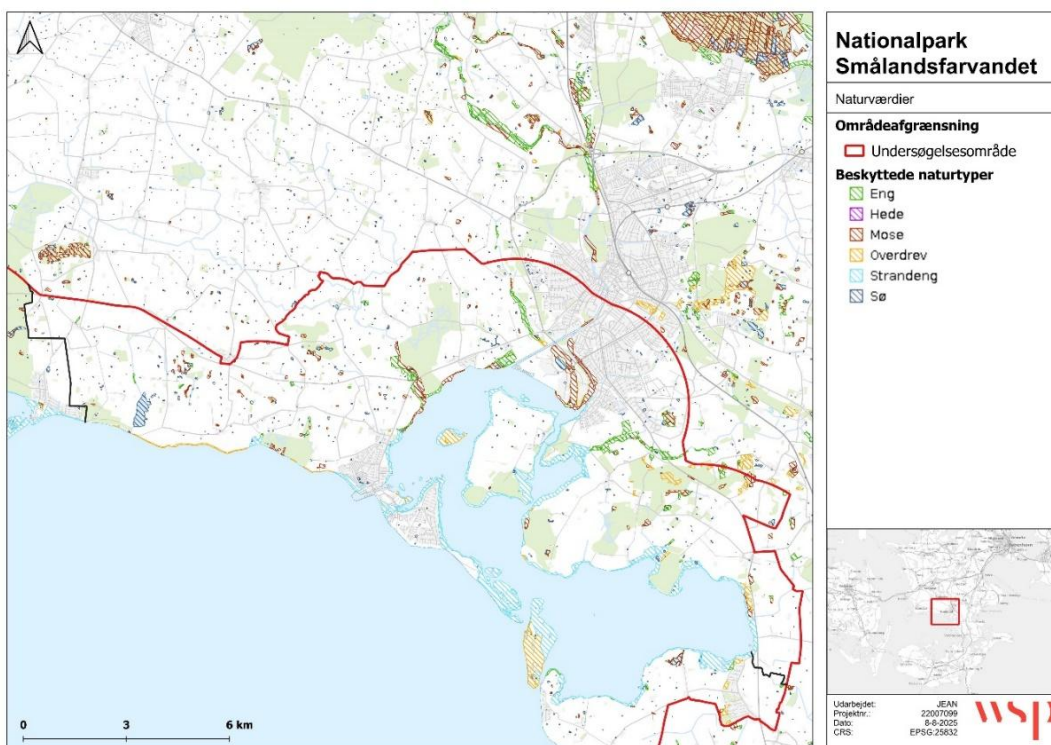 Nationalpark
Smålandsfarvandet
Naturværdier
Områdeafgrænsning
Undersøgelsesområde
Beskyttede naturtyper
Eng
Hede
Mose
Overdrev
Strandeng
Sø
0 3 6 km
Udarbejdet: JEAN
Projektnr.: 22007099
Dato: 8-8-2025
CRS: EPSG:25832
wsp